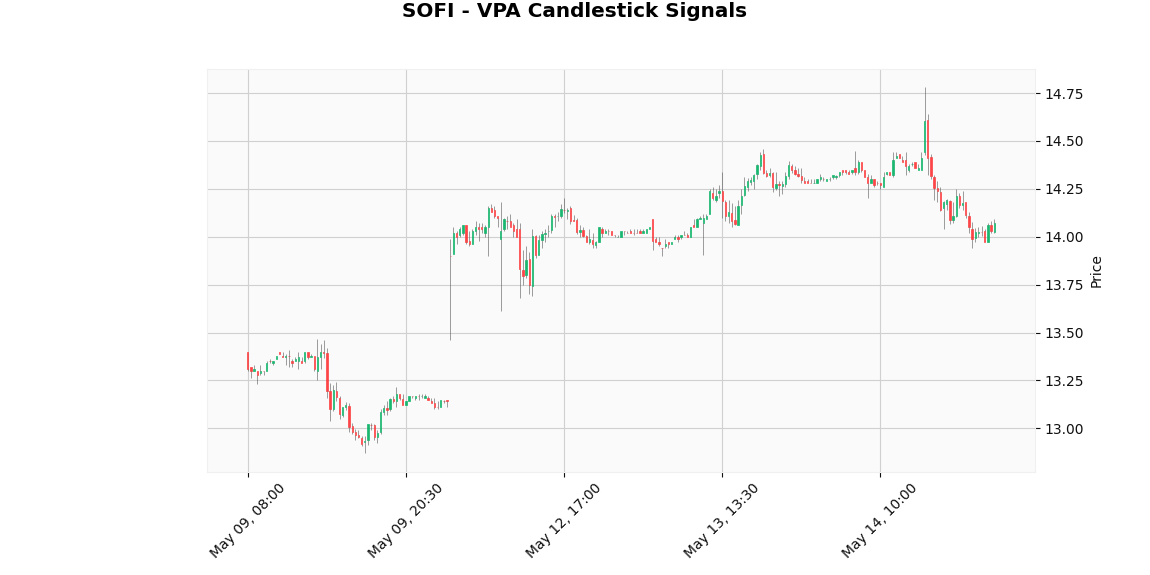 SOFI - VPA Candlestick Signals
14.75
14.50
14.25
14.00
13.75
13.50
13.25
13.00
Price
May 09, 08:00
May 09, 20:30
May 12, 17:00
May 13, 13:30
May 14, 10:00